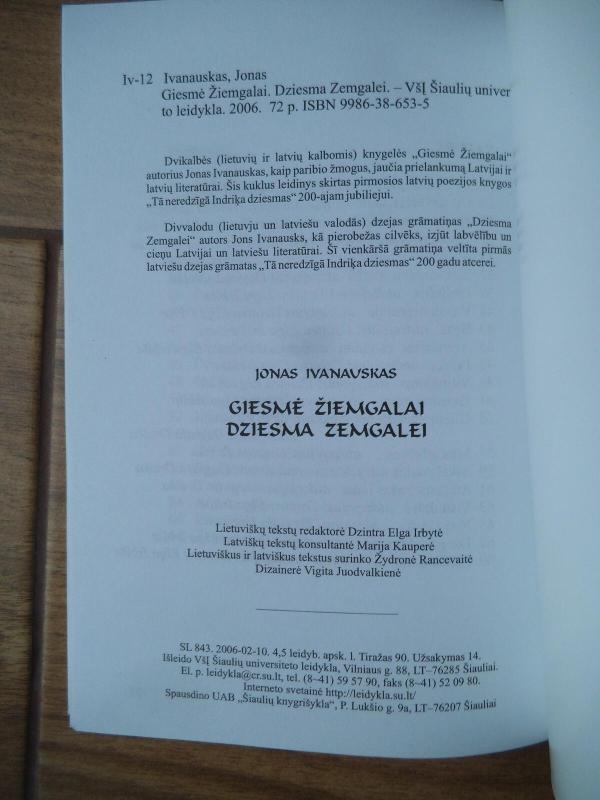 Iv-12 Ivanauskas, Jonas
Giesmė Žiemgalai. Dziesma Zemgalei. – VšĮ Šiaulių univer
to leidykla. 2006. 72 p. ISBN 9986-38-653-5
Dvikalbės (lietuvių ir latvių kalbomis) knygelės „Giesmė Žiemgalai“
autorius Jonas Ivanauskas, kaip paribio žmogus, jaučia prielankumą Latvijai ir
latvių literatūrai. Šis kuklus leidinys skirtas pirmosios latvių poezijos knygos
„Tā neredzīgā Indriķa dziesmas“ 200-ajam jubiliejui.
Divvalodu (lietuvju un latviešu valodās) dzejas grāmatiņas „Dziesma
Zemgalei“ autors Jons Ivanausks, kā pierobežas cilvēks, izjūt labvēlību un
cieņu Latvijai un latviešu literatūrai. Šī vienkāršā grāmatiņa veltīta pirmās
latviešu dzejas grāmatas „Tā neredzīgā Indriķa dziesmas“ 200 gadu atcerei.
JONAS IVANAUSKAS
GIESMĖ ŽIEMGALAI
DZIESMA ZEMGALEI
Lietuviškų tekstų redaktorė Dzintra Elga Irbytė
Latviškų tekstų konsultantė Marija Kauperė
Lietuviškus ir latviškus tekstus surinko Žydronė Rancevaitė
Dizainerė Vigita Juodvalkienė
SL 843. 2006-02-10. 4,5 leidyb. apsk. l. Tiražas 90. Užsakymas 14.
Išleido VšĮ Šiaulių universiteto leidykla, Vilniaus g. 88, LT–76285 Šiauliai.
El. p. leidykla@cr.su.lt, tel. (8~41) 59 57 90, faks (8~41) 52 09 80.
Interneto svetainė http://leidykla.su.lt/
Spausdino UAB „Šiaulių knygrišykla“, P. Lukšio g. 9a, LT–76207 Šiauliai